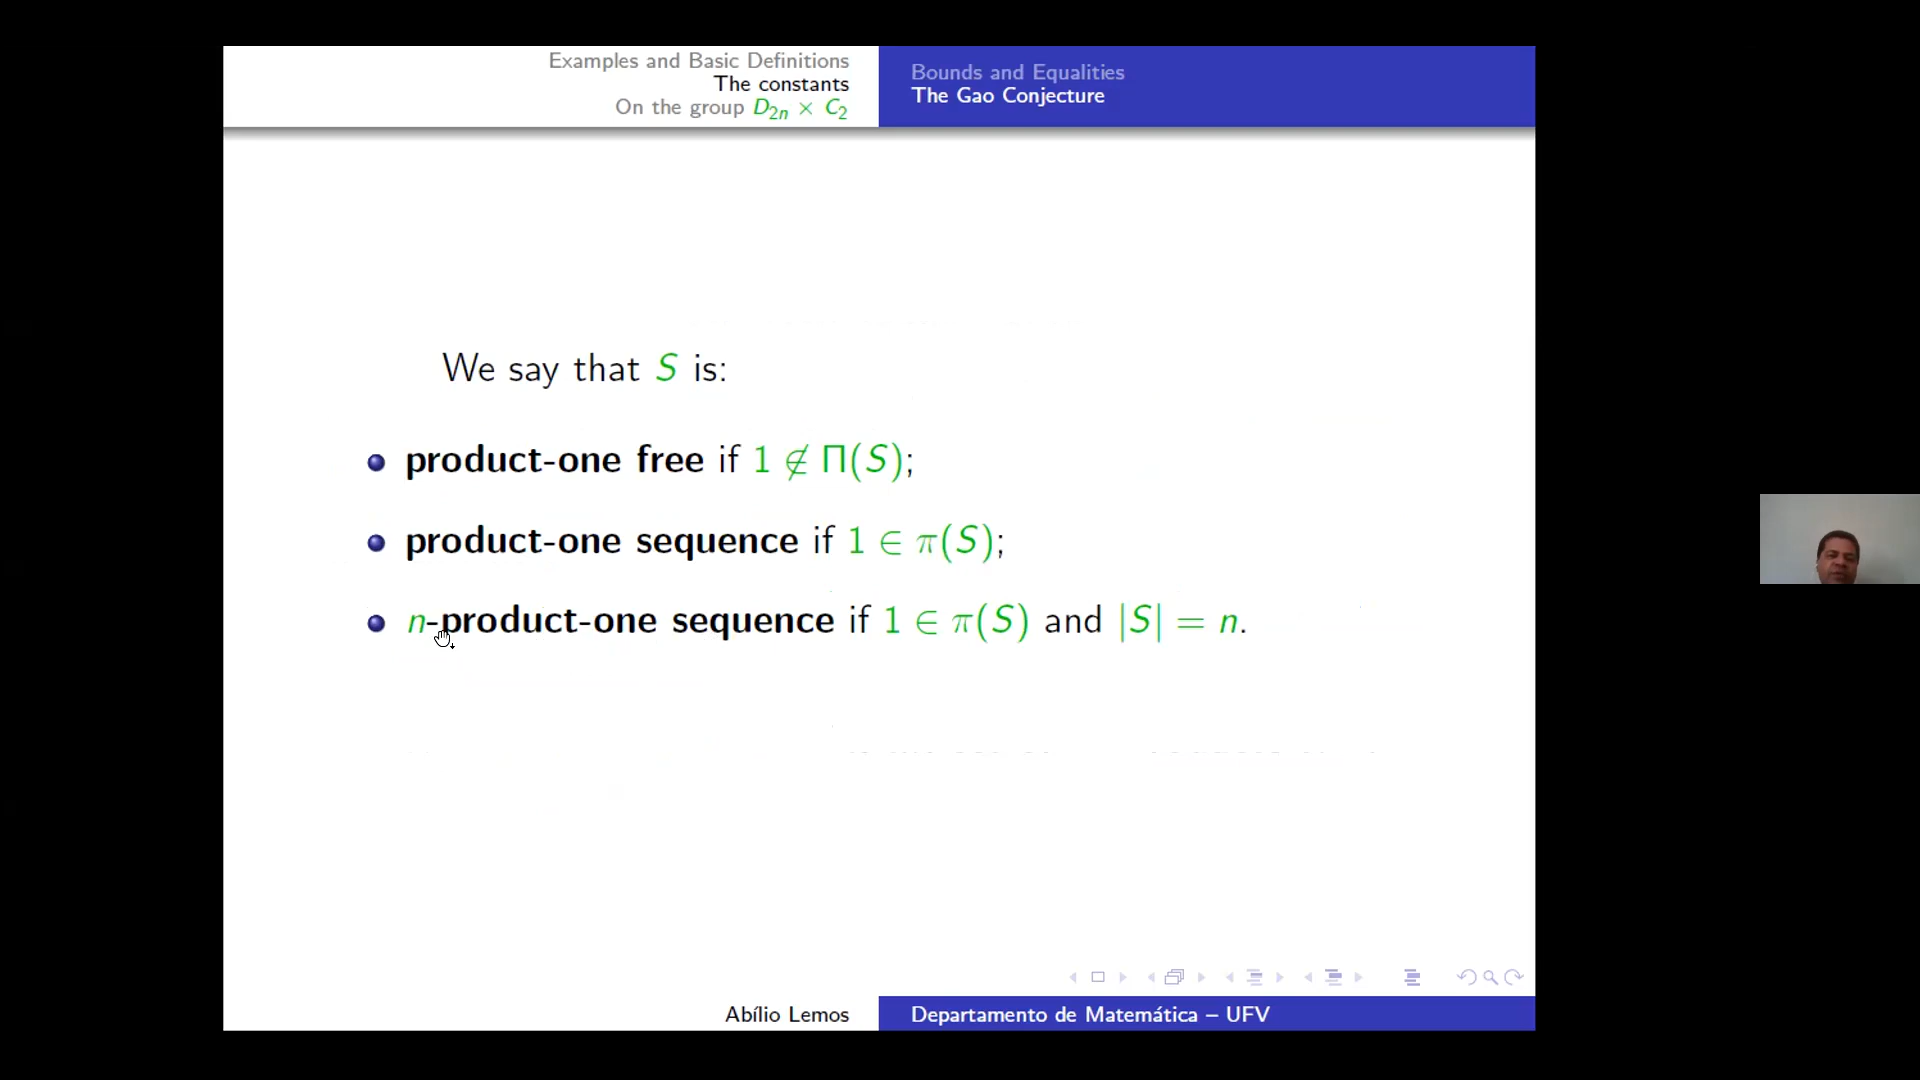 Examples and Basic Definitions
The constants
On the group D₂ₙ × C₂
Bounds and Equalities
The Gao Conjecture
We say that S is:
product-one free if 1 ∉ Π(S);
product-one sequence if 1 ∈ π(S);
n-product-one sequence if 1 ∈ π(S) and |S| = n.
Abílio Lemos
Departamento de Matemática – UFV